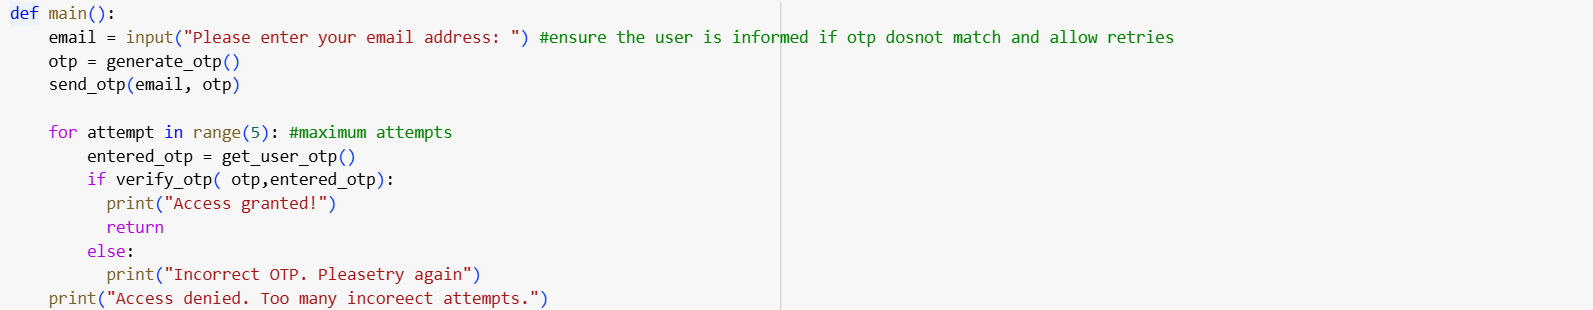 def main():
    email = input("Please enter your email address: ") #ensure the user is informed if otp dosnot match and allow retries
    otp = generate_otp()
    send_otp(email, otp)

    for attempt in range(5): #maximum attempts
        entered_otp = get_user_otp()
        if verify_otp( otp,entered_otp):
          print("Access granted!")
          return
        else:
          print("Incorrect OTP. Pleasetry again")
    print("Access denied. Too many incoreect attempts.")